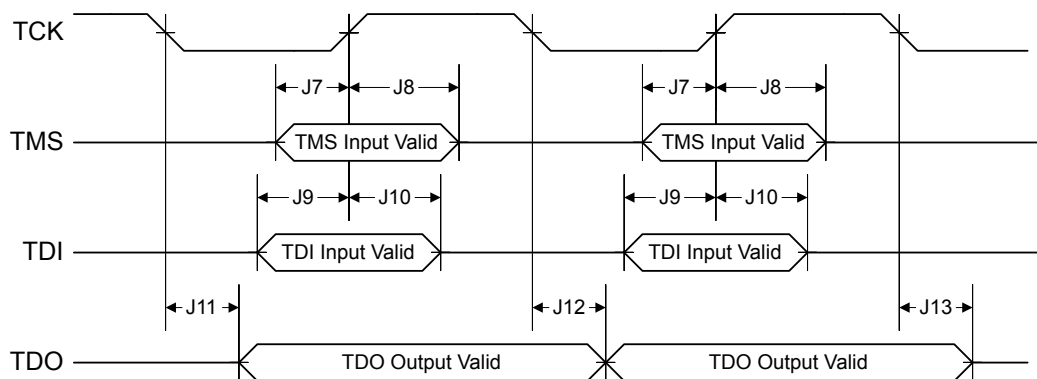 TCK
J7 J8 J7 J8
TMS TMS Input Valid TMS Input Valid
J9 J10 J9 J10
TDI TDI Input Valid TDI Input Valid
J11 J12 J13
TDO TDO Output Valid TDO Output Valid